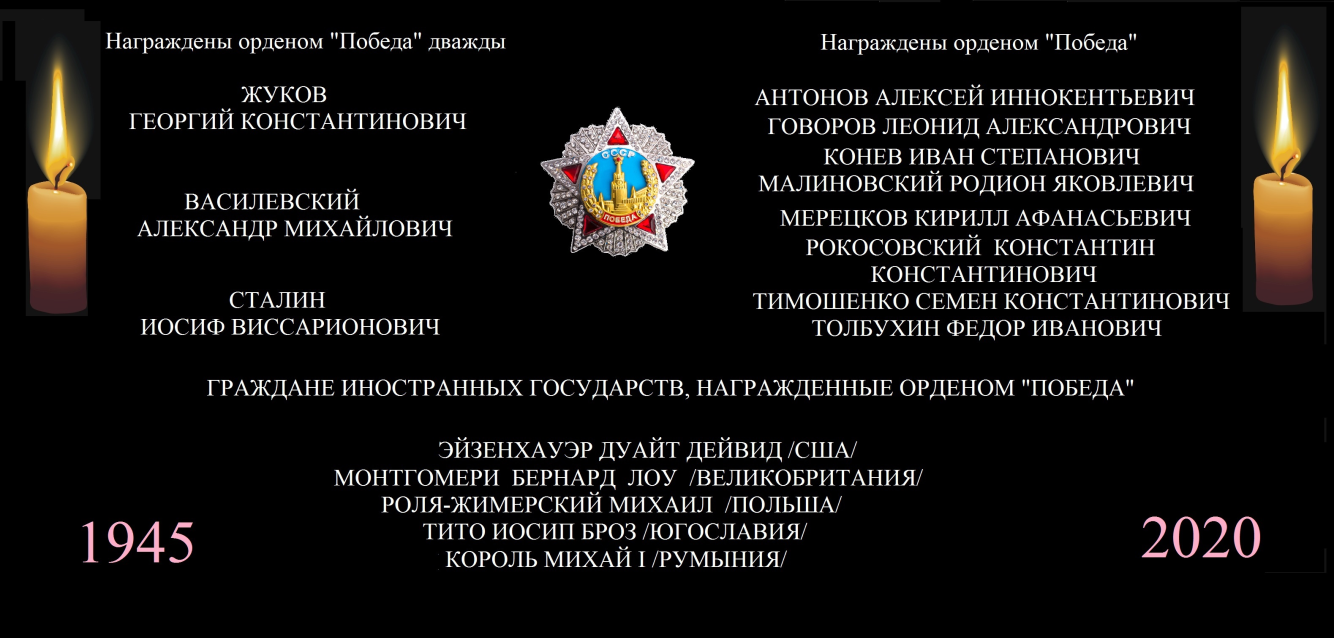 Награждены орденом "Победа" дважды
ЖУКОВ
ГЕОРГИЙ КОНСТАНТИНОВИЧ
ВАСИЛЕВСКИЙ
АЛЕКСАНДР МИХАЙЛОВИЧ
СТАЛИН
ИОСИФ ВИССАРИОНОВИЧ
СССР
ПОБЕДА
Награждены орденом "Победа"
АНТОНОВ АЛЕКСЕЙ ИННОКЕНТЬЕВИЧ
ГОВОРОВ ЛЕОНИД АЛЕКСАНДРОВИЧ
КОНЕВ ИВАН СТЕПАНОВИЧ
МАЛИНОВСКИЙ РОДИОН ЯКОВЛЕВИЧ
МЕРЕЦКОВ КИРИЛЛ АФАНАСЬЕВИЧ
РОКОСОВСКИЙ КОНСТАНТИН
КОНСТАНТИНОВИЧ
ТИМОШЕНКО СЕМЕН КОНСТАНТИНОВИЧ
ТОЛБУХИН ФЕДОР ИВАНОВИЧ
ГРАЖДАНЕ ИНОСТРАННЫХ ГОСУДАРСТВ, НАГРАЖДЕННЫЕ ОРДЕНОМ "ПОБЕДА"
ЭЙЗЕНХАУЭР ДУАЙТ ДЕЙВИД /США/
МОНТГОМЕРИ БЕРНАРД ЛОУ /ВЕЛИКОБРИТАНИЯ/
РОЛЯ-ЖИМЕРСКИЙ МИХАИЛ /ПОЛЬША/
ТИТО ИОСИП БРОЗ /ЮГОСЛАВИЯ/
КОРОЛЬ МИХАЙ I /РУМЫНИЯ/
1945
2020